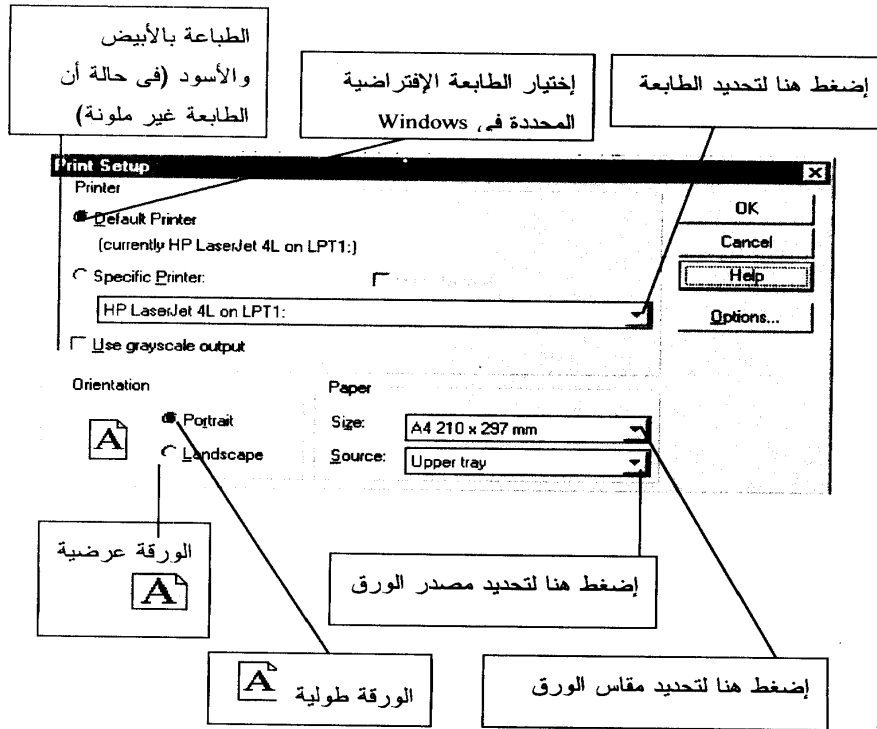 الطباعة بالأبيض
والأسود (فى حالة أن
الطابعة غير ملونة)
إختيار الطابعة الإفتراضية
المحددة فى Windows
إضغط هنا لتحديد الطابعة
Print Setup
Printer
Default Printer
(currently HP LaserJet 4L on LPT1:)
Specific Printer:
HP LaserJet 4L on LPT1:
Use grayscale output
OK
Cancel
Help
Options...
Orientation
A
Portrait
Landscape
Paper
Size:
A4 210 x 297 mm
Source:
Upper tray
الورقة عرضية
A
إضغط هنا لتحديد مصدر الورق
الورقة طولية A
إضغط هنا لتحديد مقاس الورق